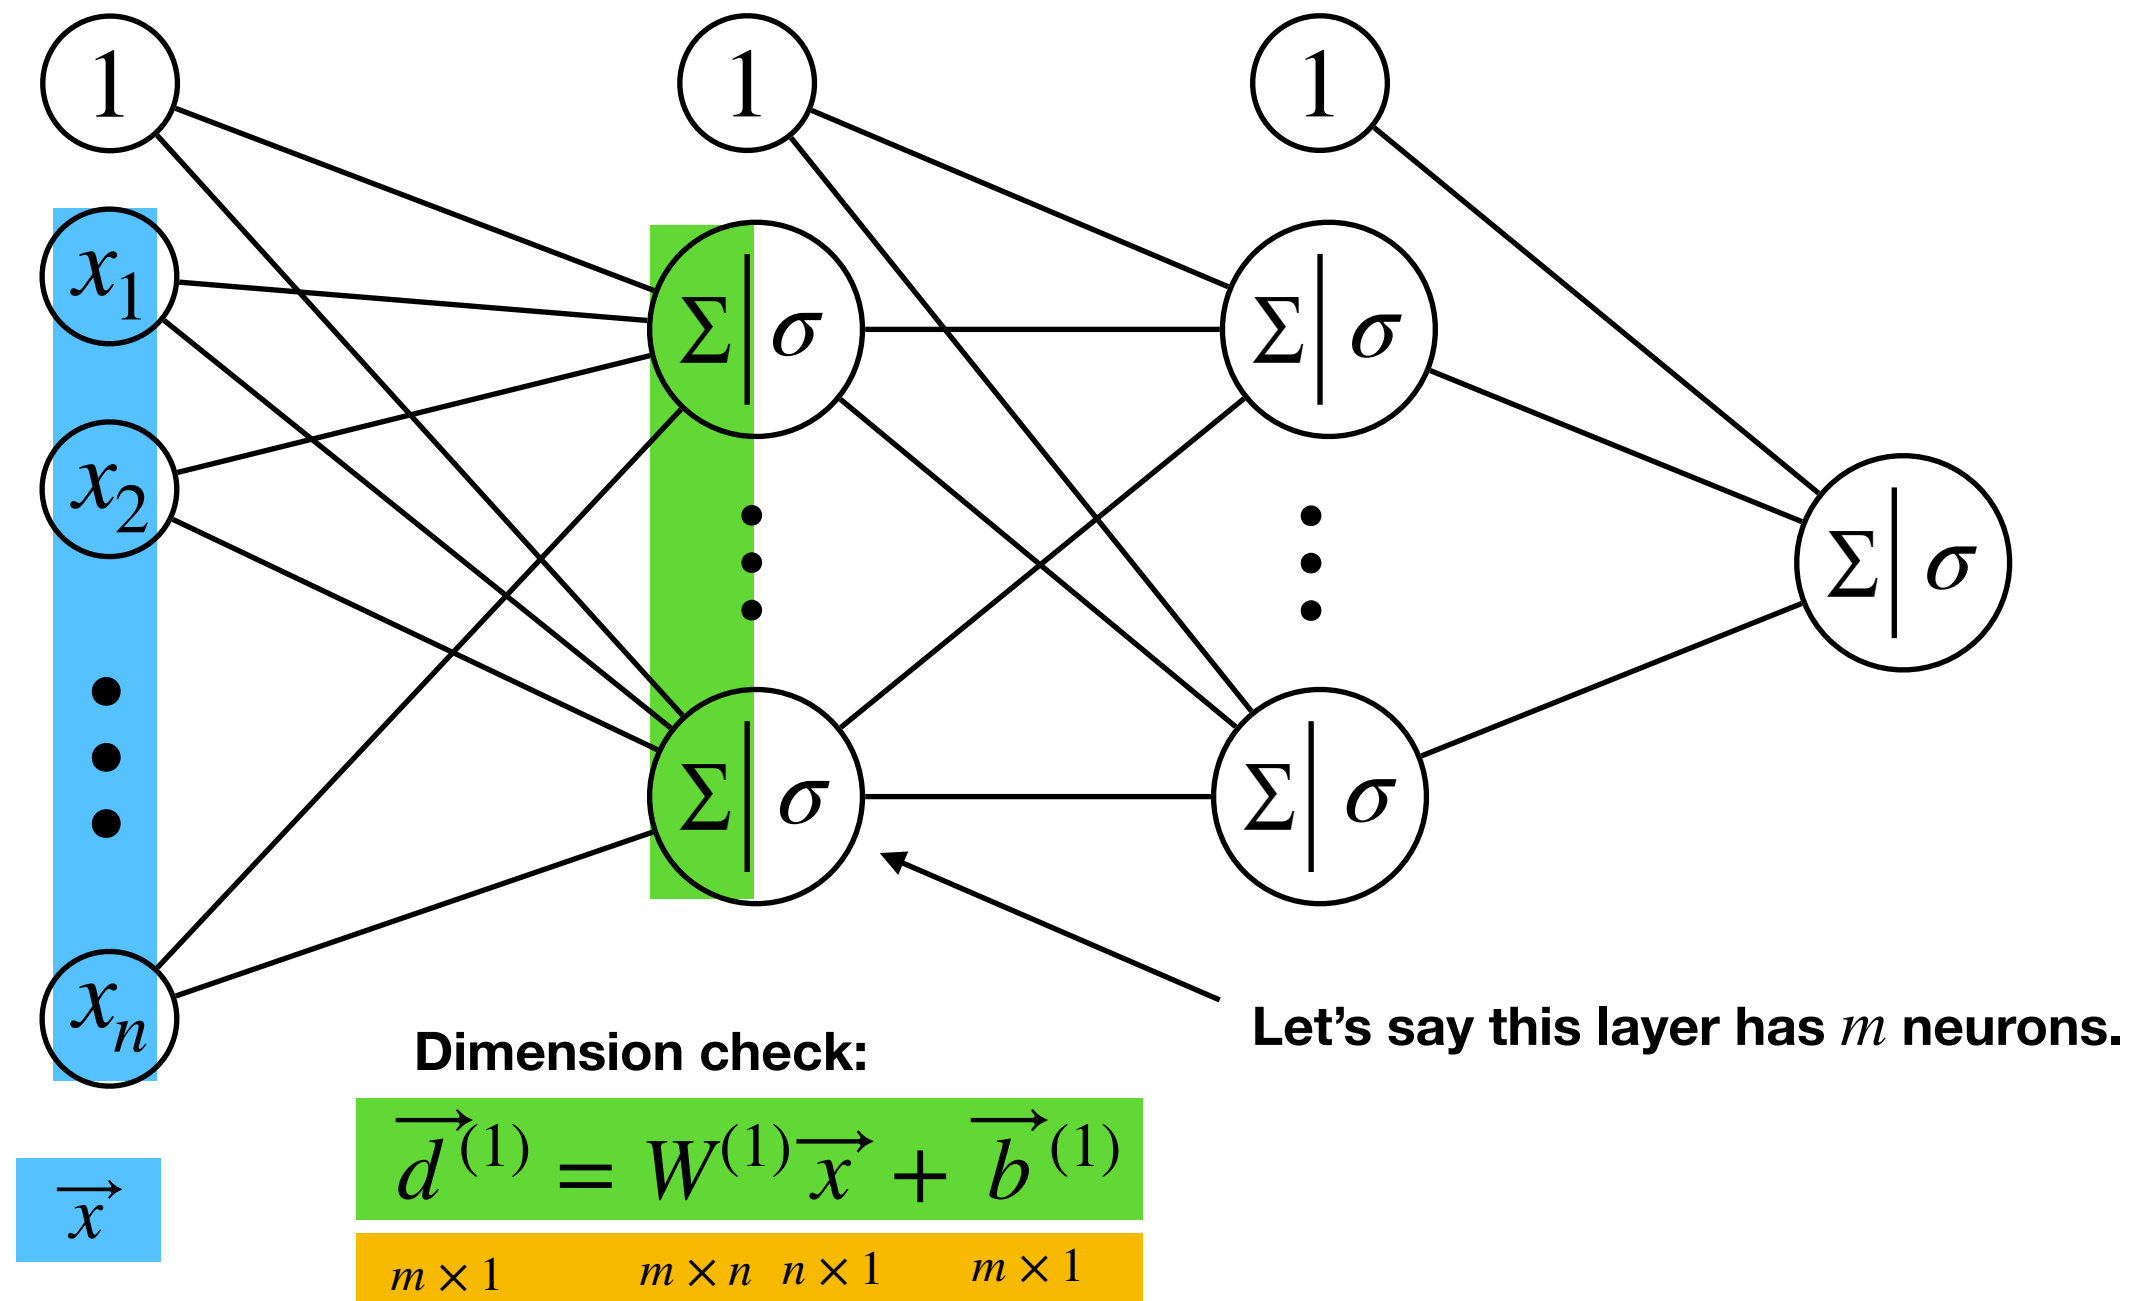 1 1 1
x₁
Σ | σ Σ | σ
x₂
Σ | σ
Σ | σ Σ | σ
xₙ
Let’s say this layer has m neurons.
Dimension check:
d⃗⁽¹⁾ = W⁽¹⁾x⃗ + b⃗⁽¹⁾
x⃗
m × 1 m × n n × 1 m × 1